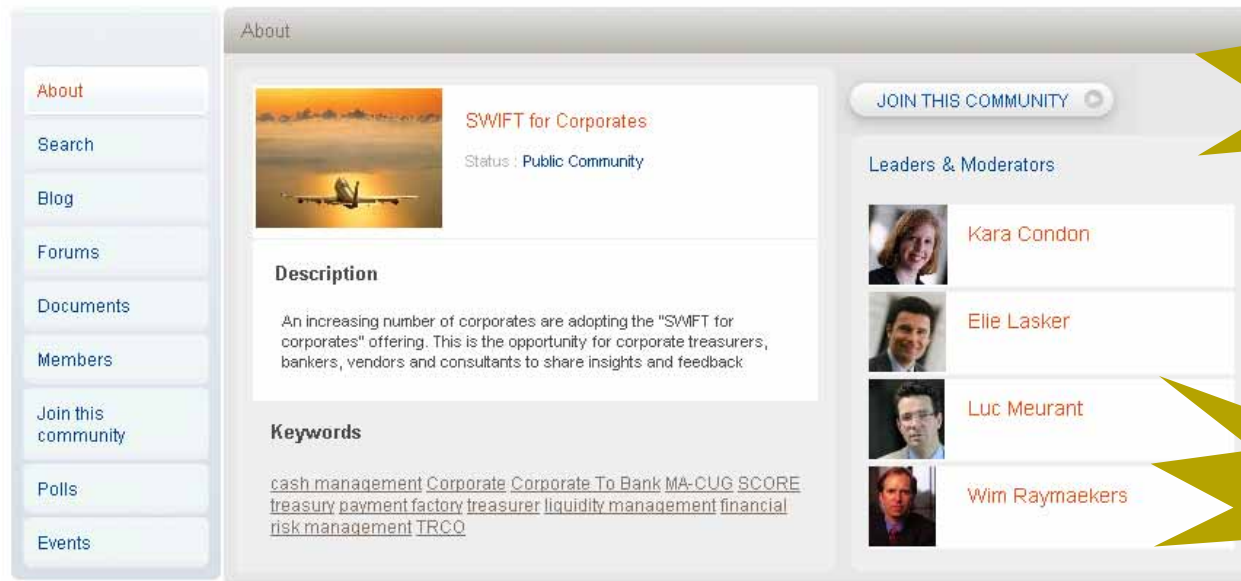 About
About
Search
Blog
Forums
Documents
Members
Join this
community
Polls
Events
SWIFT for Corporates
Status : Public Community
Description
An increasing number of corporates are adopting the "SWIFT for
corporates" offering. This is the opportunity for corporate treasurers,
bankers, vendors and consultants to share insights and feedback
Keywords
cash management Corporate Corporate To Bank MA-CUG SCORE
treasury payment factory treasurer liquidity management financial
risk management TRCO
JOIN THIS COMMUNITY
Leaders & Moderators
Kara Condon
Elie Lasker
Luc Meurant
Wim Raymaekers